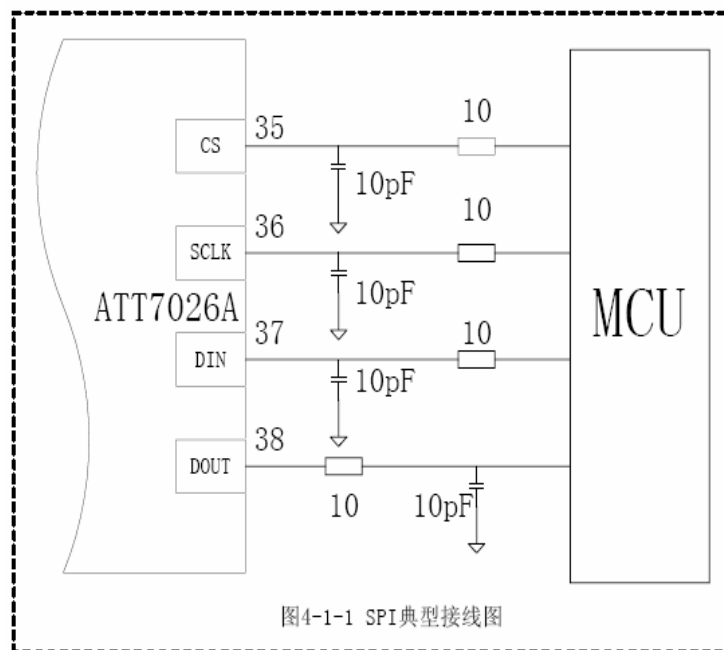 35
CS
10
10pF
36
SCLK
10
10pF
ATT7026A
MCU
37
DIN
10
10pF
38
DOUT
10
10pF
图4-1-1 SPI典型接线图